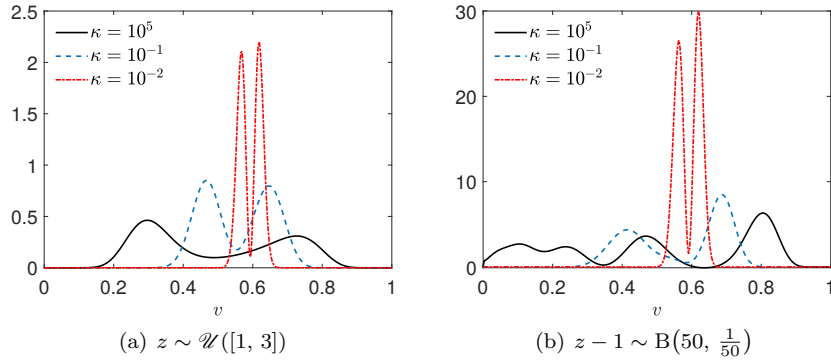 2.5
2
1.5
1
0.5
0
κ = 10^5
κ = 10^-1
κ = 10^-2
0 0.2 0.4 0.6 0.8 1
v
(a) z ∼ 𝒰([1, 3])
30
20
10
0
κ = 10^5
κ = 10^-1
κ = 10^-2
0 0.2 0.4 0.6 0.8 1
v
(b) z − 1 ∼ B(50, 1/50)